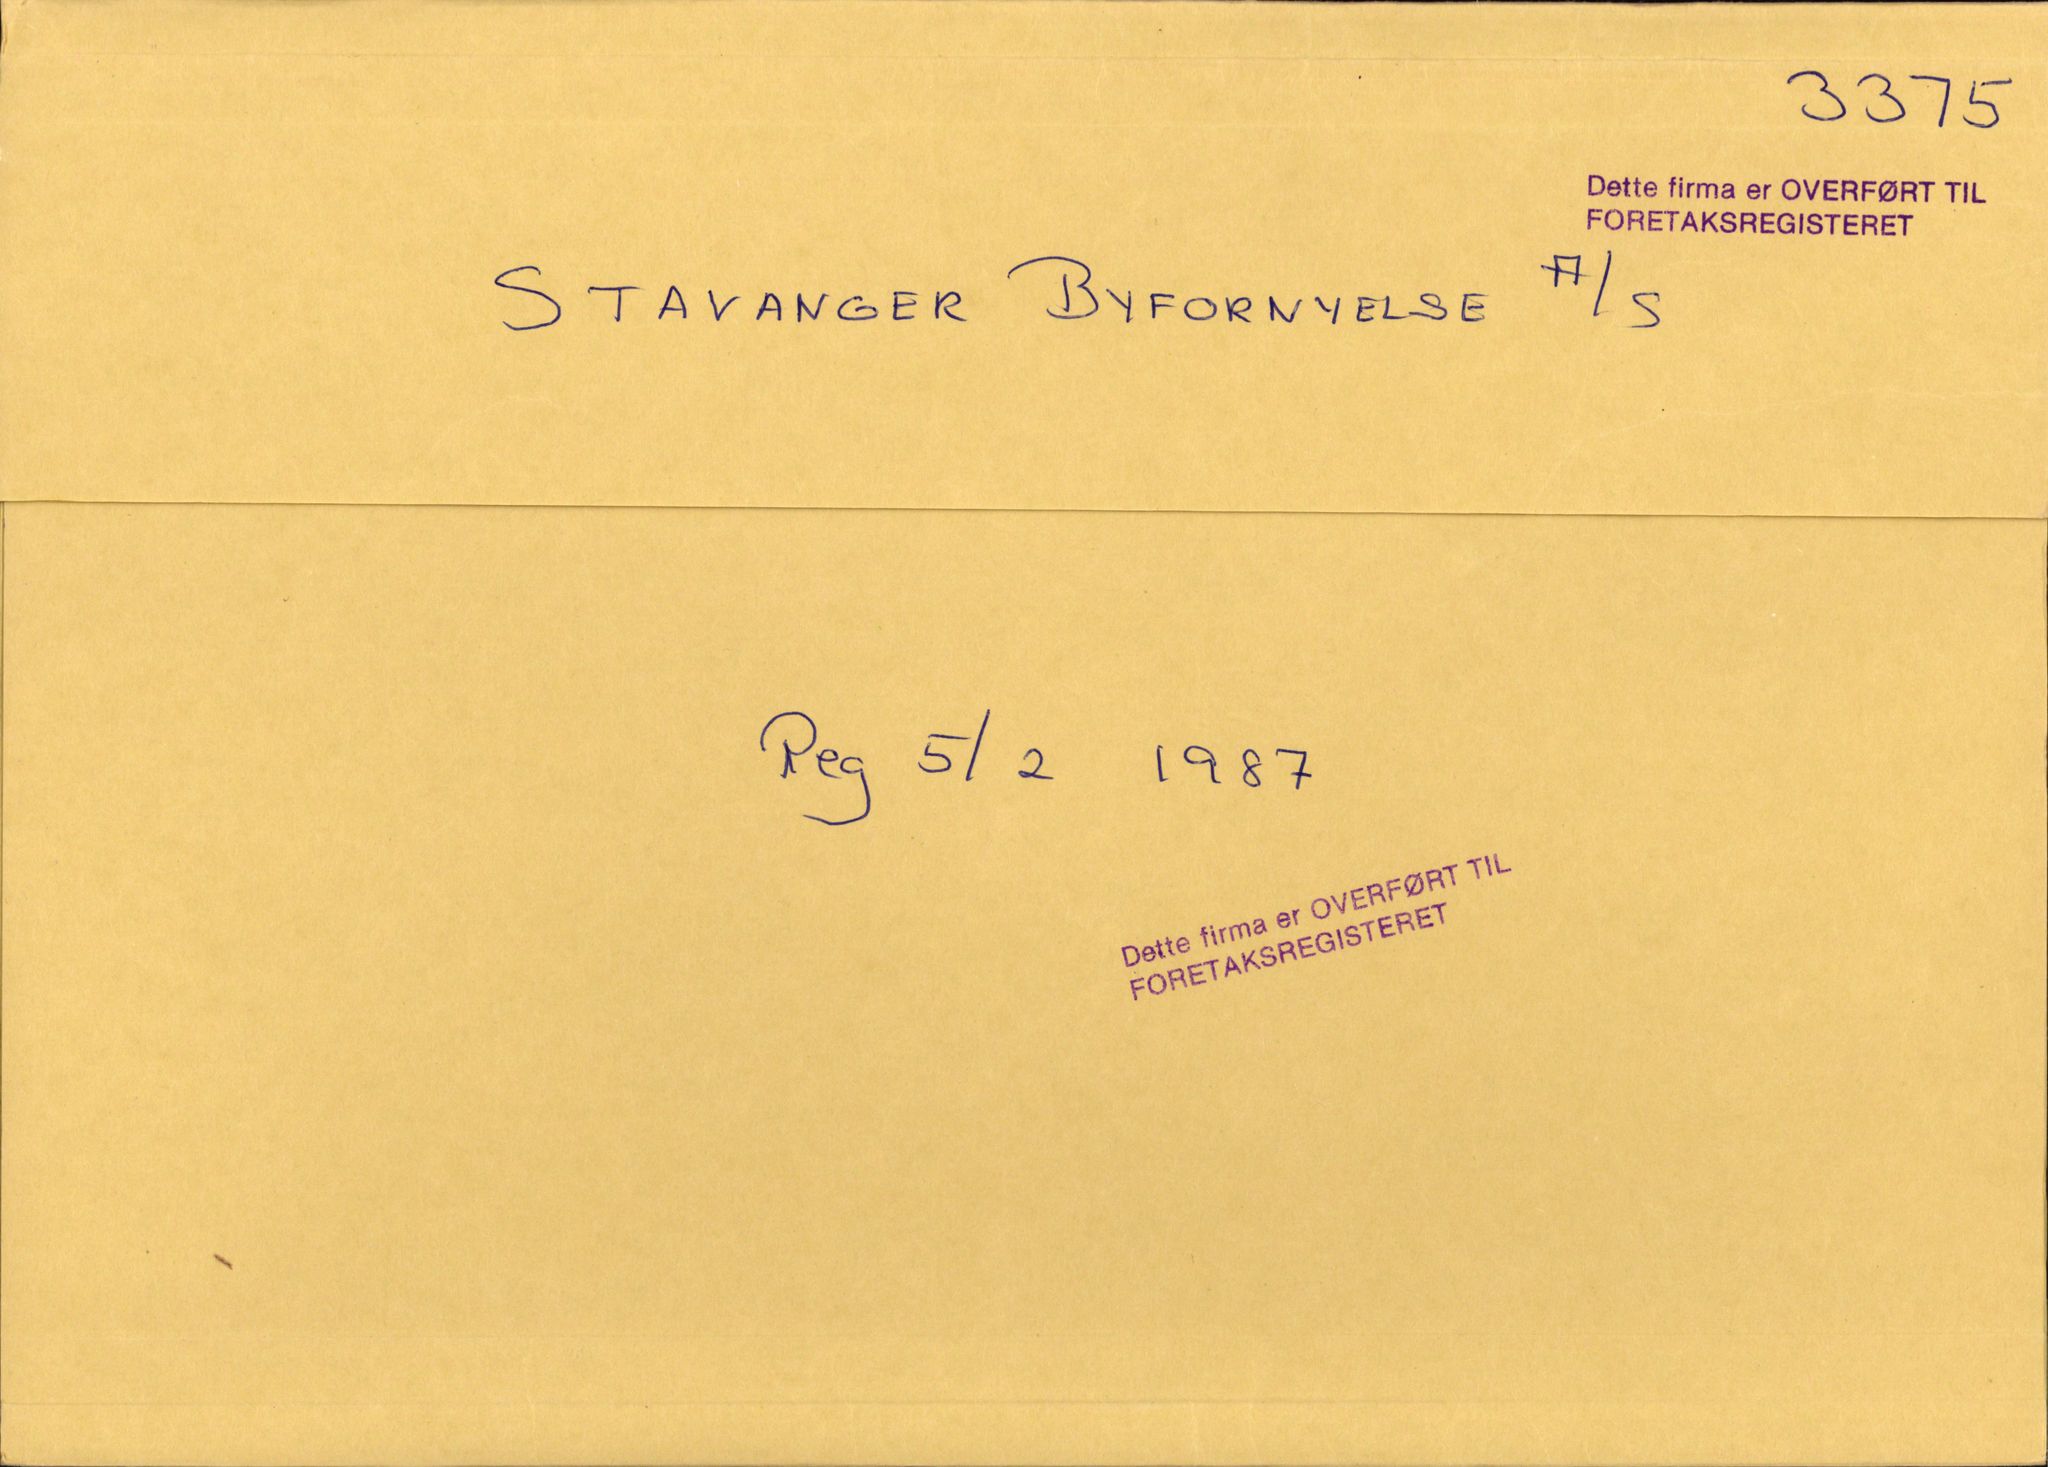 3375
Dette firma er OVERFØRT TIL
FORETAKSREGISTERET
STAVANGER BYFORNYELSE A/S
Reg 5/2 1987
Dette firma er OVERFØRT TIL
FORETAKSREGISTERET